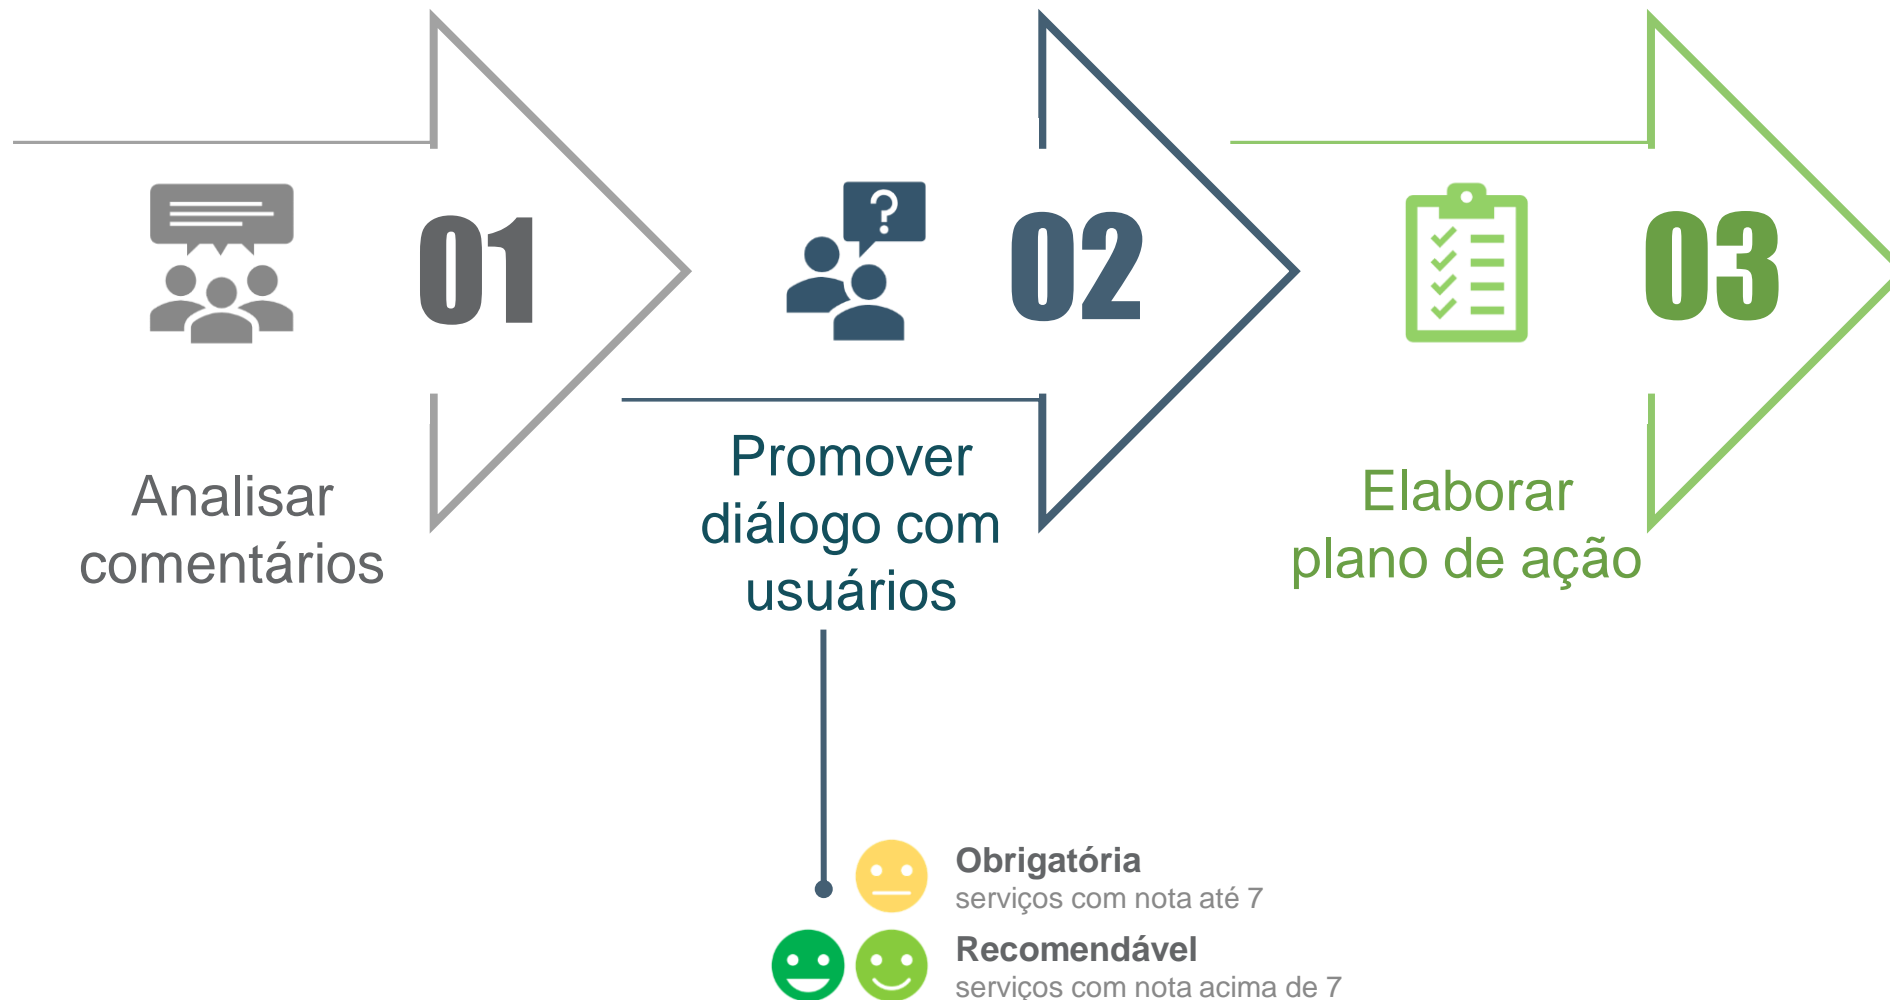 01
Analisar
comentários
?
02
Promover
diálogo com
usuários
03
Elaborar
plano de ação
Obrigatória
serviços com nota até 7
Recomendável
serviços com nota acima de 7